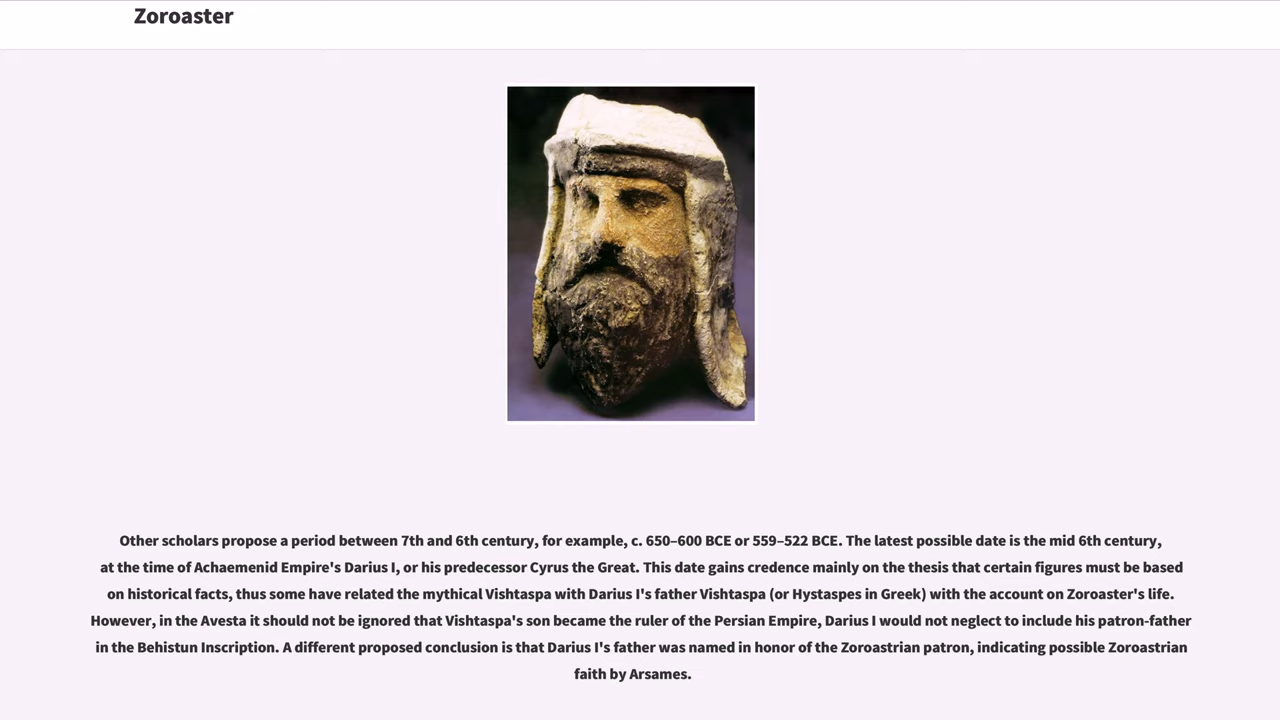 Zoroaster
Other scholars propose a period between 7th and 6th century, for example, c. 650–600 BCE or 559–522 BCE. The latest possible date is the mid 6th century,
at the time of Achaemenid Empire's Darius I, or his predecessor Cyrus the Great. This date gains credence mainly on the thesis that certain figures must be based
on historical facts, thus some have related the mythical Vishtaspa with Darius I's father Vishtaspa (or Hystaspes in Greek) with the account on Zoroaster's life.
However, in the Avesta it should not be ignored that Vishtaspa's son became the ruler of the Persian Empire, Darius I would not neglect to include his patron-father
in the Behistun Inscription. A different proposed conclusion is that Darius I's father was named in honor of the Zoroastrian patron, indicating possible Zoroastrian
faith by Arsames.